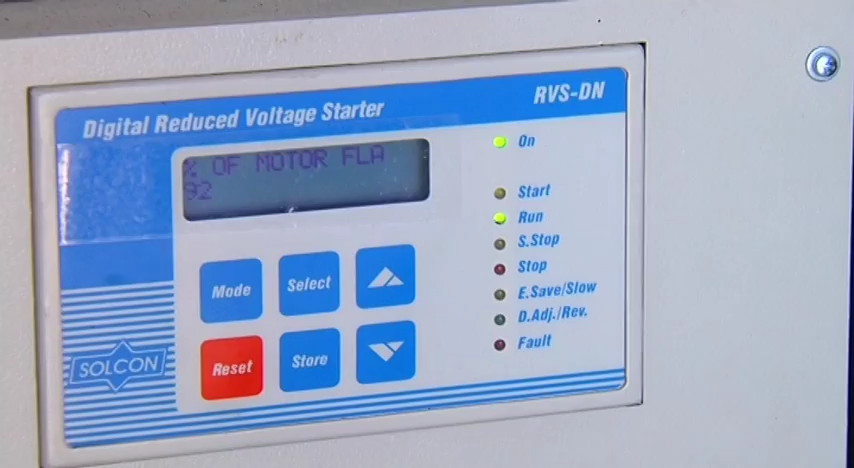 Digital Reduced Voltage Starter
RVS-DN
% OF MOTOR FLA
92
On
Start
Run
S.Stop
Stop
E.Save/Slow
D.Adj./Rev.
Fault
Mode
Select
Reset
Store
SOLCON